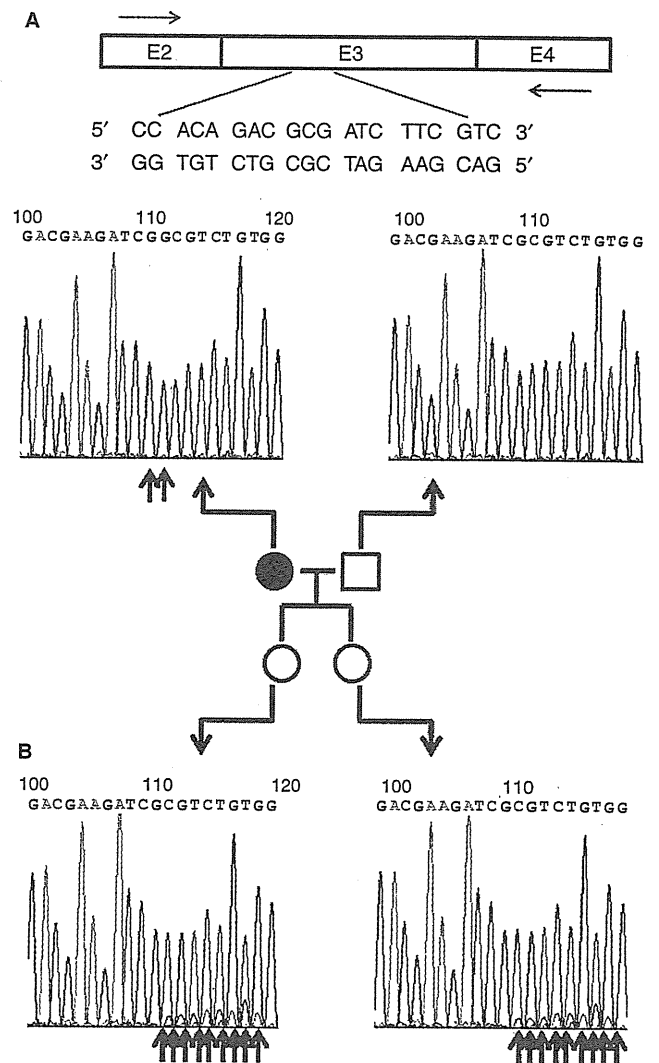 A
E2 E3 E4
5′ CC ACA GAC GCG ATC TTC GTC 3′
3′ GG TGT CTG CGC TAG AAG CAG 5′
100 110 120
GACGAAGATCGGCGTCTGTGG
100 110
GACGAAGATCGCGTCTGTGG
B
100 110 120
GACGAAGATCGCGTCTGTGG
100 110
GACGAAGATCGCGTCTGTGG